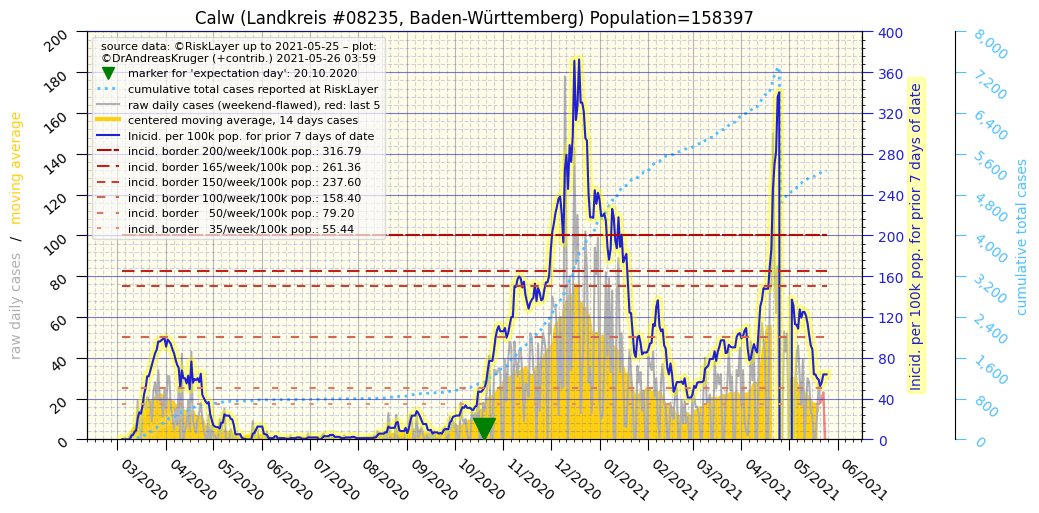 Calw (Landkreis #08235, Baden-Württemberg) Population=158397
source data: ©RiskLayer up to 2021-05-25 – plot:
©DrAndreasKruger (+contrib.) 2021-05-26 03:59
marker for 'expectation day': 20.10.2020
cumulative total cases reported at RiskLayer
raw daily cases (weekend-flawed), red: last 5
centered moving average, 14 days cases
Inicid. per 100k pop. for prior 7 days of date
incid. border 200/week/100k pop.: 316.79
incid. border 165/week/100k pop.: 261.36
incid. border 150/week/100k pop.: 237.60
incid. border 100/week/100k pop.: 158.40
incid. border   50/week/100k pop.: 79.20
incid. border   35/week/100k pop.: 55.44
raw daily cases / moving average
200
180
160
140
120
100
80
60
40
20
0
03/2020
04/2020
05/2020
06/2020
07/2020
08/2020
09/2020
10/2020
11/2020
12/2020
01/2021
02/2021
03/2021
04/2021
05/2021
06/2021
400
360
320
280
240
200
160
120
80
40
0
Inicid. per 100k pop. for prior 7 days of date
8,000
7,200
6,400
5,600
4,800
4,000
3,200
2,400
1,600
800
0
cumulative total cases